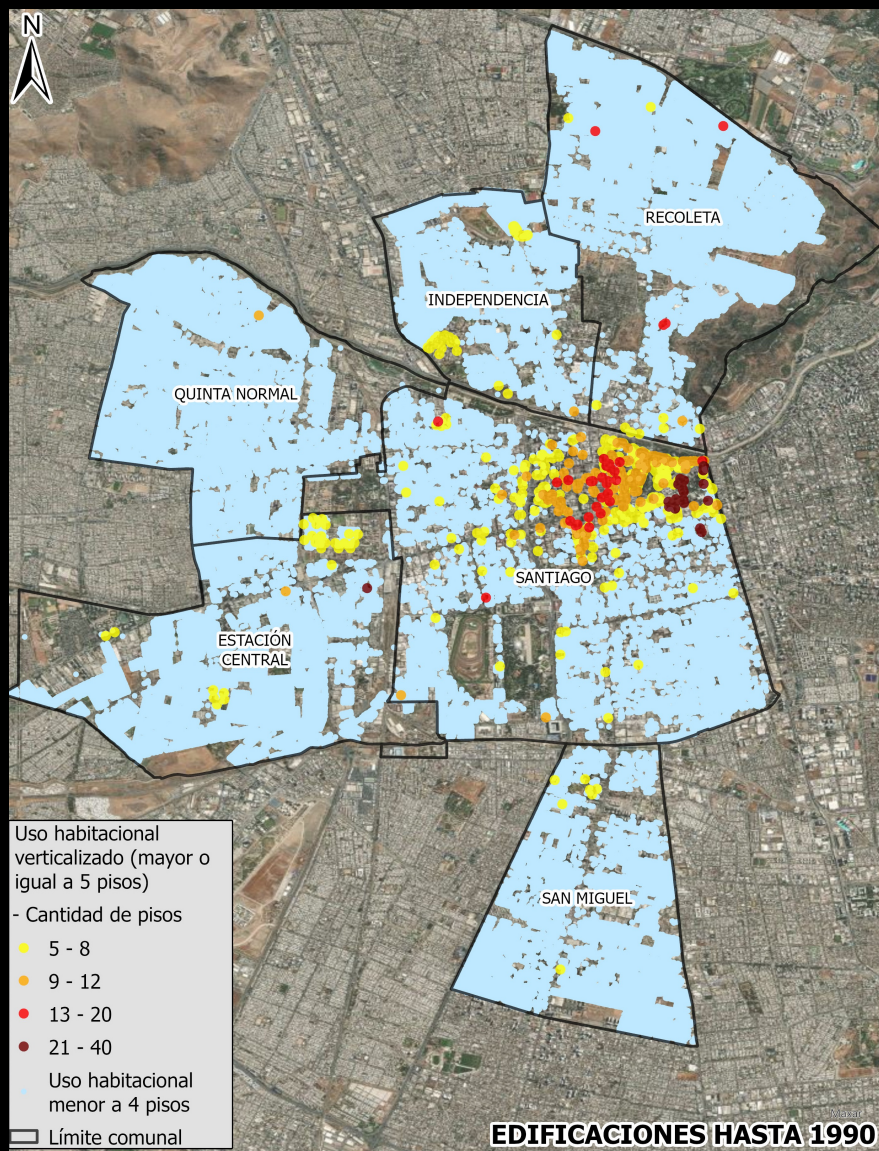 N
RECOLETA
INDEPENDENCIA
QUINTA NORMAL
SANTIAGO
ESTACIÓN
CENTRAL
SAN MIGUEL
Uso habitacional
verticalizado (mayor o
igual a 5 pisos)
- Cantidad de pisos
5 - 8
9 - 12
13 - 20
21 - 40
Uso habitacional
menor a 4 pisos
Límite comunal
Maxar
EDIFICACIONES HASTA 1990